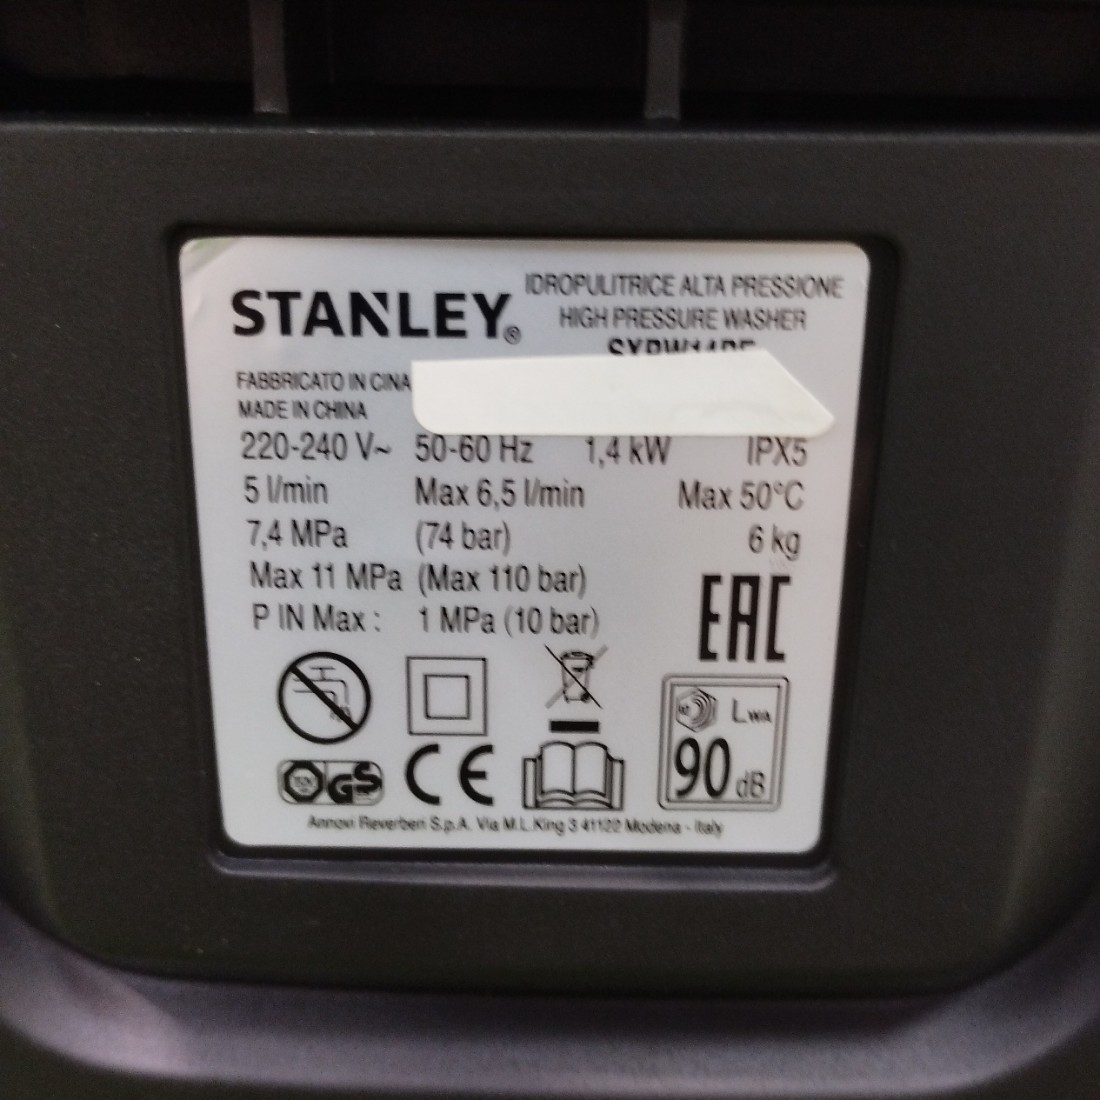 STANLEY®
IDROPULITRICE ALTA PRESSIONE
HIGH PRESSURE WASHER
FABBRICATO IN CINA
MADE IN CHINA
220-240 V~ 50-60 Hz 1,4 kW IPX5
5 l/min Max 6,5 l/min Max 50°C
7,4 MPa (74 bar) 6 kg
Max 11 MPa (Max 110 bar)
P IN Max : 1 MPa (10 bar)
EAC
LWA
90 dB
GS
CE
Annovi Reverberi S.p.A. Via M.L.King 3 41122 Modena - Italy